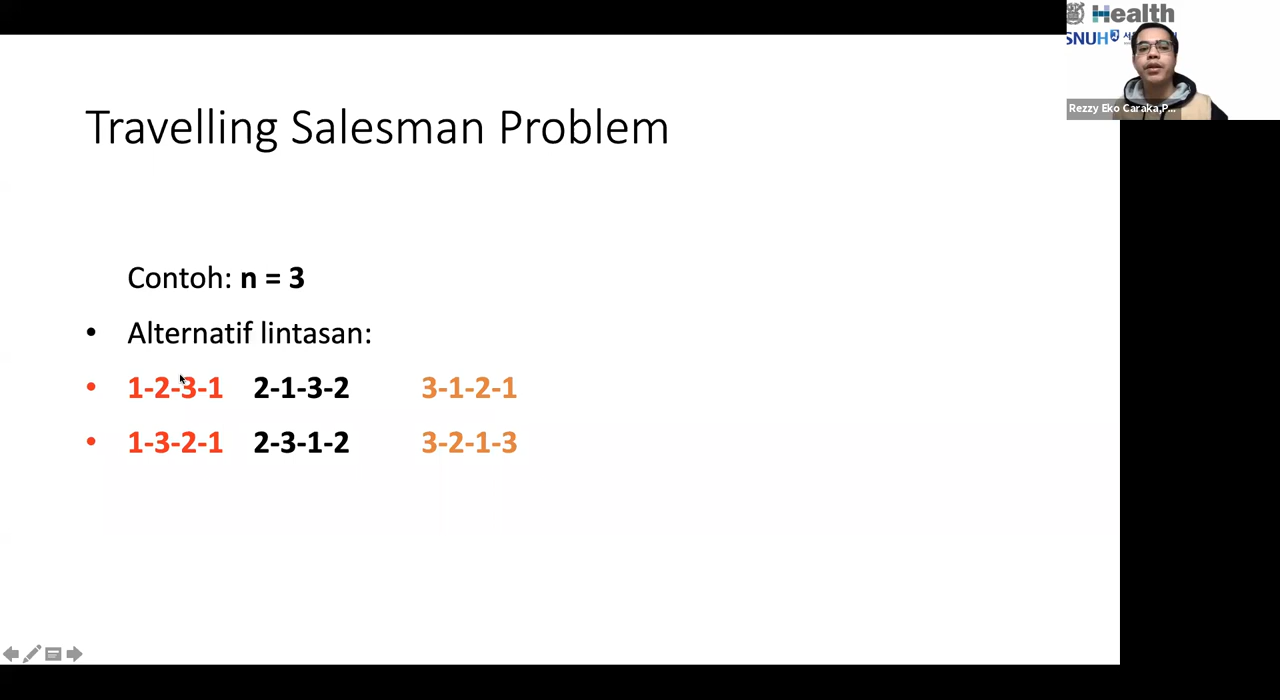 Health
SNUH
Rezzy Eko Caraka,P...
Travelling Salesman Problem
Contoh: n = 3
• Alternatif lintasan:
• 1-2-3-1 2-1-3-2 3-1-2-1
• 1-3-2-1 2-3-1-2 3-2-1-3